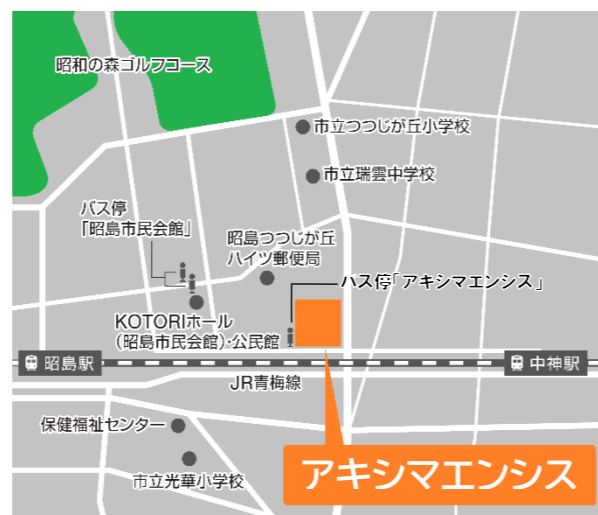 昭和の森ゴルフコース
市立つつじが丘小学校
市立瑞雲中学校
バス停
「昭島市民会館」
昭島つつじが丘
ハイツ郵便局
バス停「アキシマエンシス」
KOTORIホール
(昭島市民会館)・公民館
昭島駅
中神駅
JR青梅線
保健福祉センター
市立光華小学校
アキシマエンシス